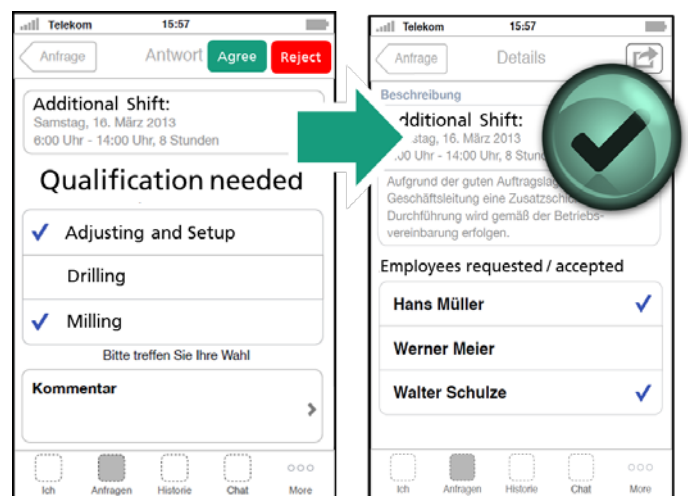 Telekom 15:57
Anfrage Antwort Agree Reject
Additional Shift:
Samstag, 16. März 2013
6:00 Uhr - 14:00 Uhr, 8 Stunden
Qualification needed
Adjusting and Setup
Drilling
Milling
Bitte treffen Sie Ihre Wahl
Kommentar
Ich Anfragen Historie Chat More
Telekom 15:57
Anfrage Details
Beschreibung
dditional Shift:
stag, 16. März 2013
:00 Uhr - 14:00 Uhr, 8 Stun
Aufgrund der guten Auftragslag
Geschäftsleitung eine Zusatzschi
Durchführung wird gemäß der Betriebs-
vereinbarung erfolgen.
Employees requested / accepted
Hans Müller
Werner Meier
Walter Schulze
Ich Anfragen Historie Chat More